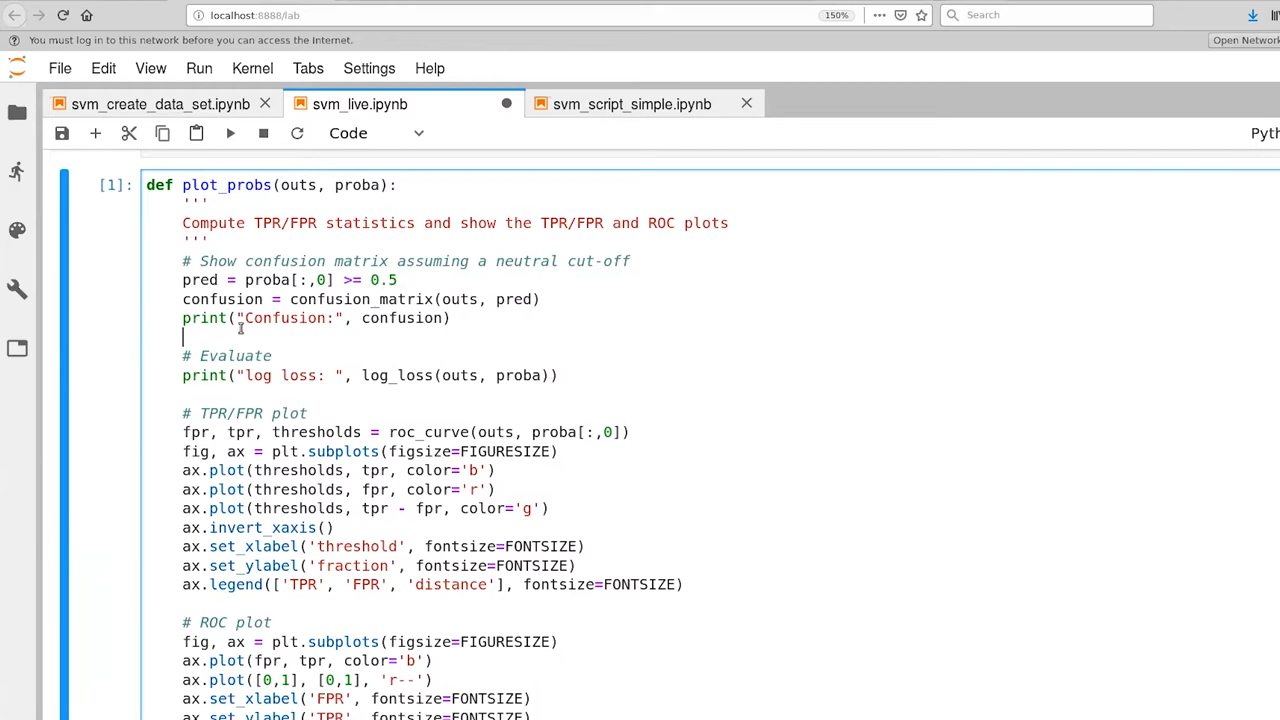 localhost:8888/lab
150%
Search
You must log in to this network before you can access the Internet.
Open Network
File Edit View Run Kernel Tabs Settings Help
svm_create_data_set.ipynb svm_live.ipynb svm_script_simple.ipynb
Code
Pyth
[1]: def plot_probs(outs, proba):
'''
Compute TPR/FPR statistics and show the TPR/FPR and ROC plots
'''
# Show confusion matrix assuming a neutral cut-off
pred = proba[:,0] >= 0.5
confusion = confusion_matrix(outs, pred)
print("Confusion:", confusion)
# Evaluate
print("log loss: ", log_loss(outs, proba))
# TPR/FPR plot
fpr, tpr, thresholds = roc_curve(outs, proba[:,0])
fig, ax = plt.subplots(figsize=FIGURESIZE)
ax.plot(thresholds, tpr, color='b')
ax.plot(thresholds, fpr, color='r')
ax.plot(thresholds, tpr - fpr, color='g')
ax.invert_xaxis()
ax.set_xlabel('threshold', fontsize=FONTSIZE)
ax.set_ylabel('fraction', fontsize=FONTSIZE)
ax.legend(['TPR', 'FPR', 'distance'], fontsize=FONTSIZE)
# ROC plot
fig, ax = plt.subplots(figsize=FIGURESIZE)
ax.plot(fpr, tpr, color='b')
ax.plot([0,1], [0,1], 'r--')
ax.set_xlabel('FPR', fontsize=FONTSIZE)
ax.set_ylabel('TPR', fontsize=FONTSIZE)